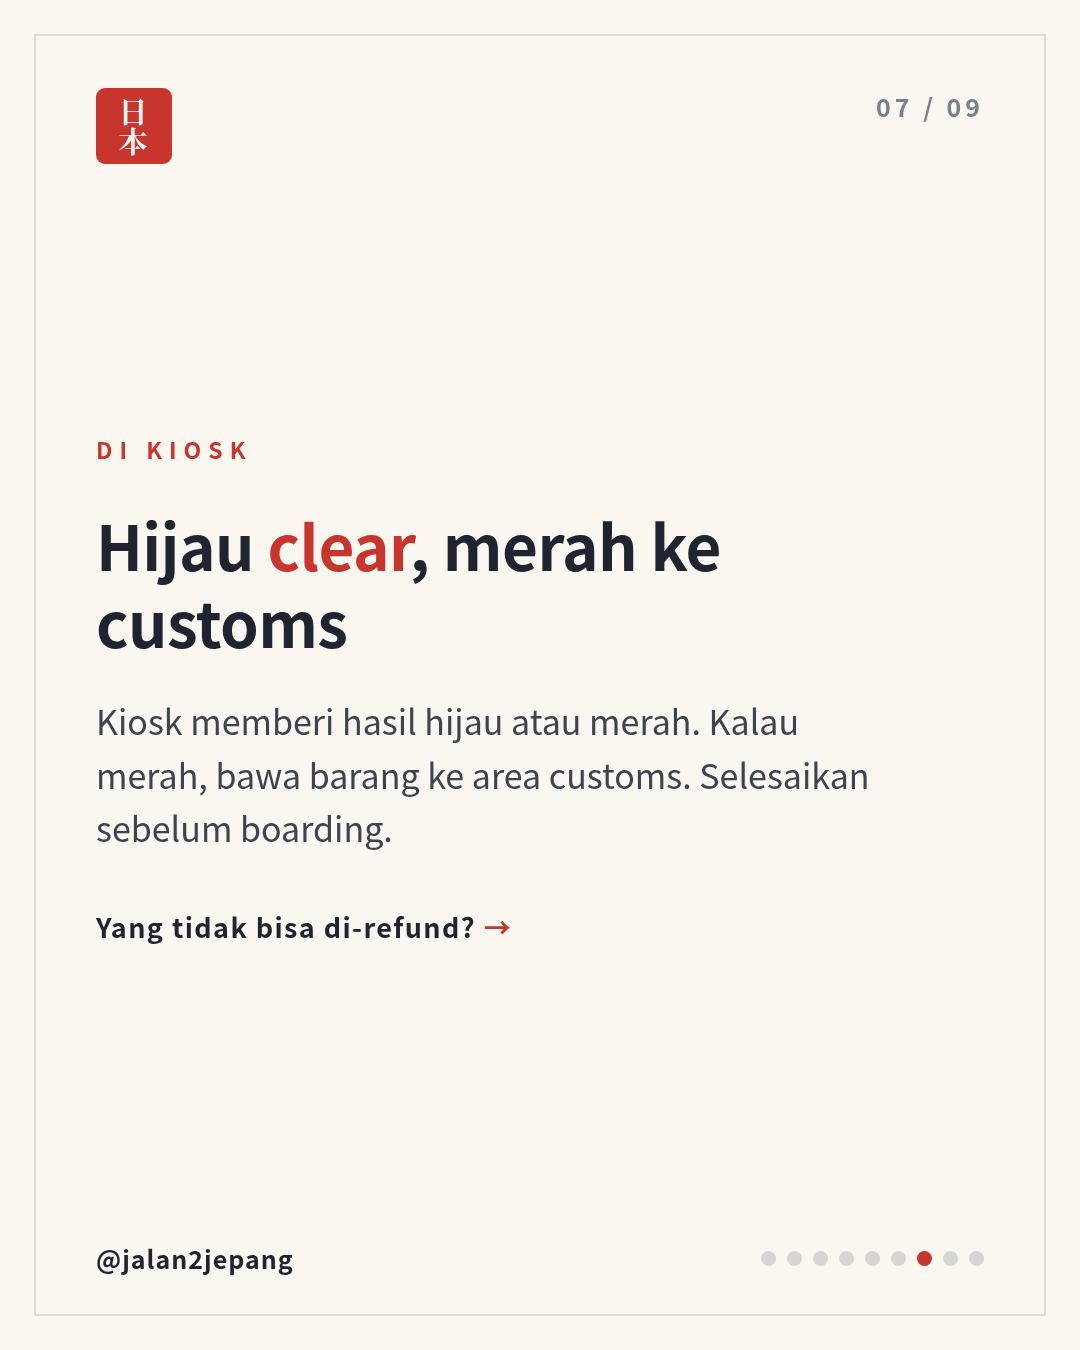 日
本
07 / 09
DI KIOSK
Hijau clear, merah ke
customs
Kiosk memberi hasil hijau atau merah. Kalau
merah, bawa barang ke area customs. Selesaikan
sebelum boarding.
Yang tidak bisa di-refund? →
@jalan2jepang